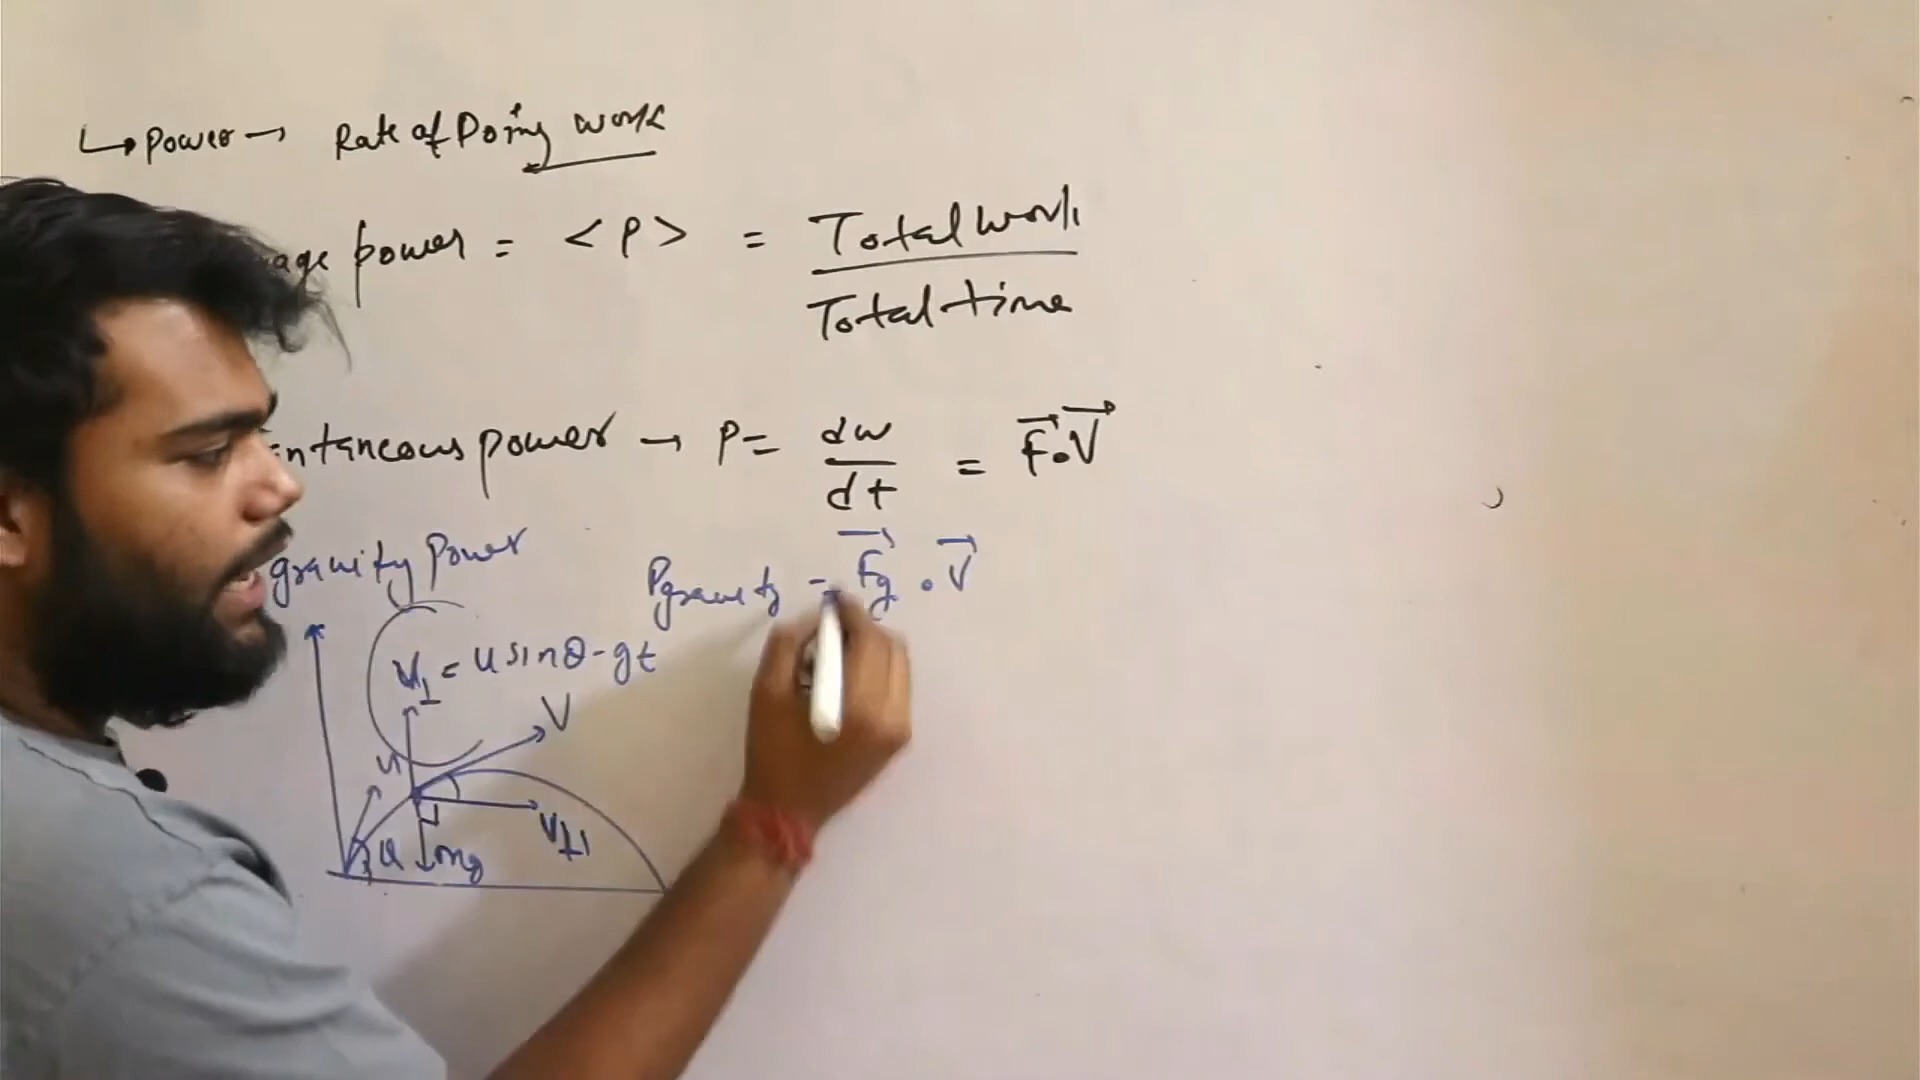 ↳ Power → Rate of Doing work
age power = <P> = Total work / Total time
ntaneous power → P = dw/dt = F⃗.V⃗
gravity Power
Pgravity = F⃗g . V⃗
V⊥ = u sinθ - gt
V
u
V⊥1
θ mg